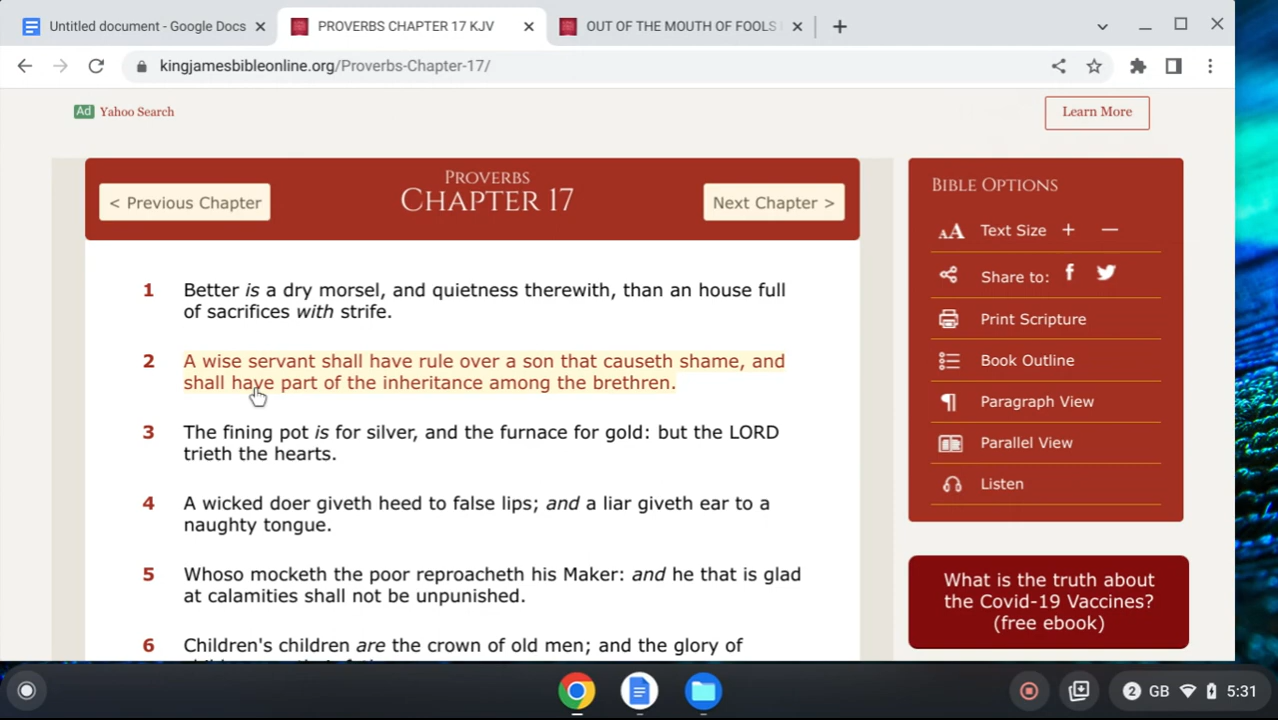 Untitled document - Google Docs
PROVERBS CHAPTER 17 KJV
OUT OF THE MOUTH OF FOOLS
kingjamesbibleonline.org/Proverbs-Chapter-17/
Ad Yahoo Search
Learn More
< Previous Chapter
PROVERBS
CHAPTER 17
Next Chapter >
1 Better is a dry morsel, and quietness therewith, than an house full
of sacrifices with strife.
2 A wise servant shall have rule over a son that causeth shame, and
shall have part of the inheritance among the brethren.
3 The fining pot is for silver, and the furnace for gold: but the LORD
trieth the hearts.
4 A wicked doer giveth heed to false lips; and a liar giveth ear to a
naughty tongue.
5 Whoso mocketh the poor reproacheth his Maker: and he that is glad
at calamities shall not be unpunished.
6 Children's children are the crown of old men; and the glory of
BIBLE OPTIONS
AA Text Size + —
Share to: f
Print Scripture
Book Outline
¶ Paragraph View
Parallel View
Listen
What is the truth about
the Covid-19 Vaccines?
(free ebook)
2 GB 5:31